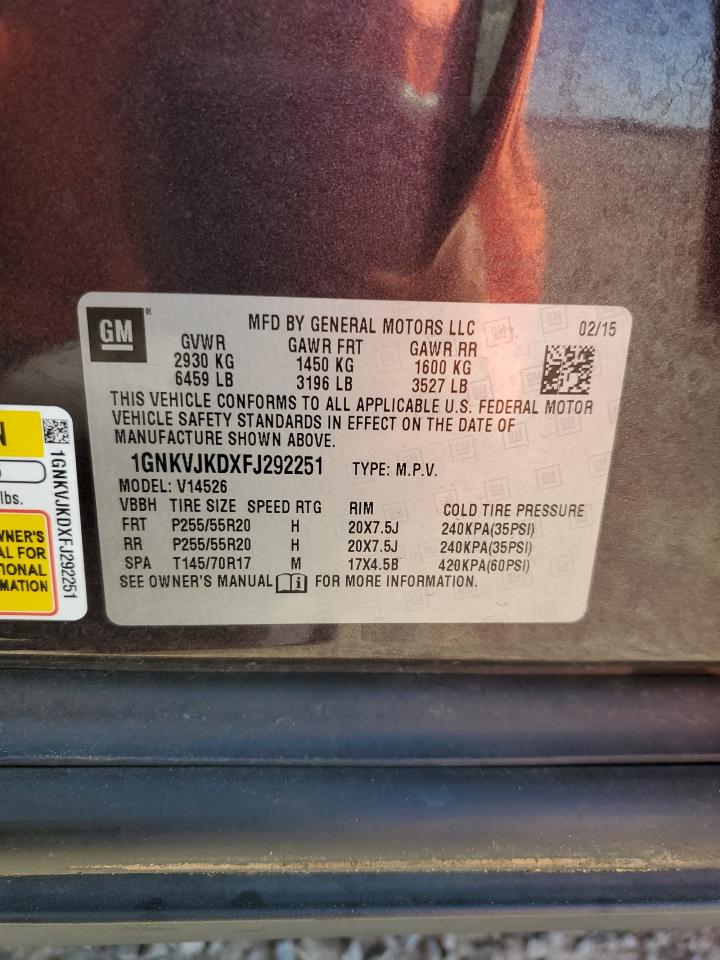 GM
MFD BY GENERAL MOTORS LLC
02/15
GVWR GAWR FRT GAWR RR
2930 KG 1450 KG 1600 KG
6459 LB 3196 LB 3527 LB
THIS VEHICLE CONFORMS TO ALL APPLICABLE U.S. FEDERAL MOTOR
VEHICLE SAFETY STANDARDS IN EFFECT ON THE DATE OF
MANUFACTURE SHOWN ABOVE.
1GNKVJKDXFJ292251 TYPE: M.P.V.
MODEL: V14526
VBBH TIRE SIZE SPEED RTG RIM COLD TIRE PRESSURE
FRT P255/55R20 H 20X7.5J 240KPA(35PSI)
RR P255/55R20 H 20X7.5J 240KPA(35PSI)
SPA T145/70R17 M 17X4.5B 420KPA(60PSI)
SEE OWNER'S MANUAL FOR MORE INFORMATION.
N
lbs.
WNER'S
AL FOR
TIONAL
MATION
1GNKVJKDXFJ292251